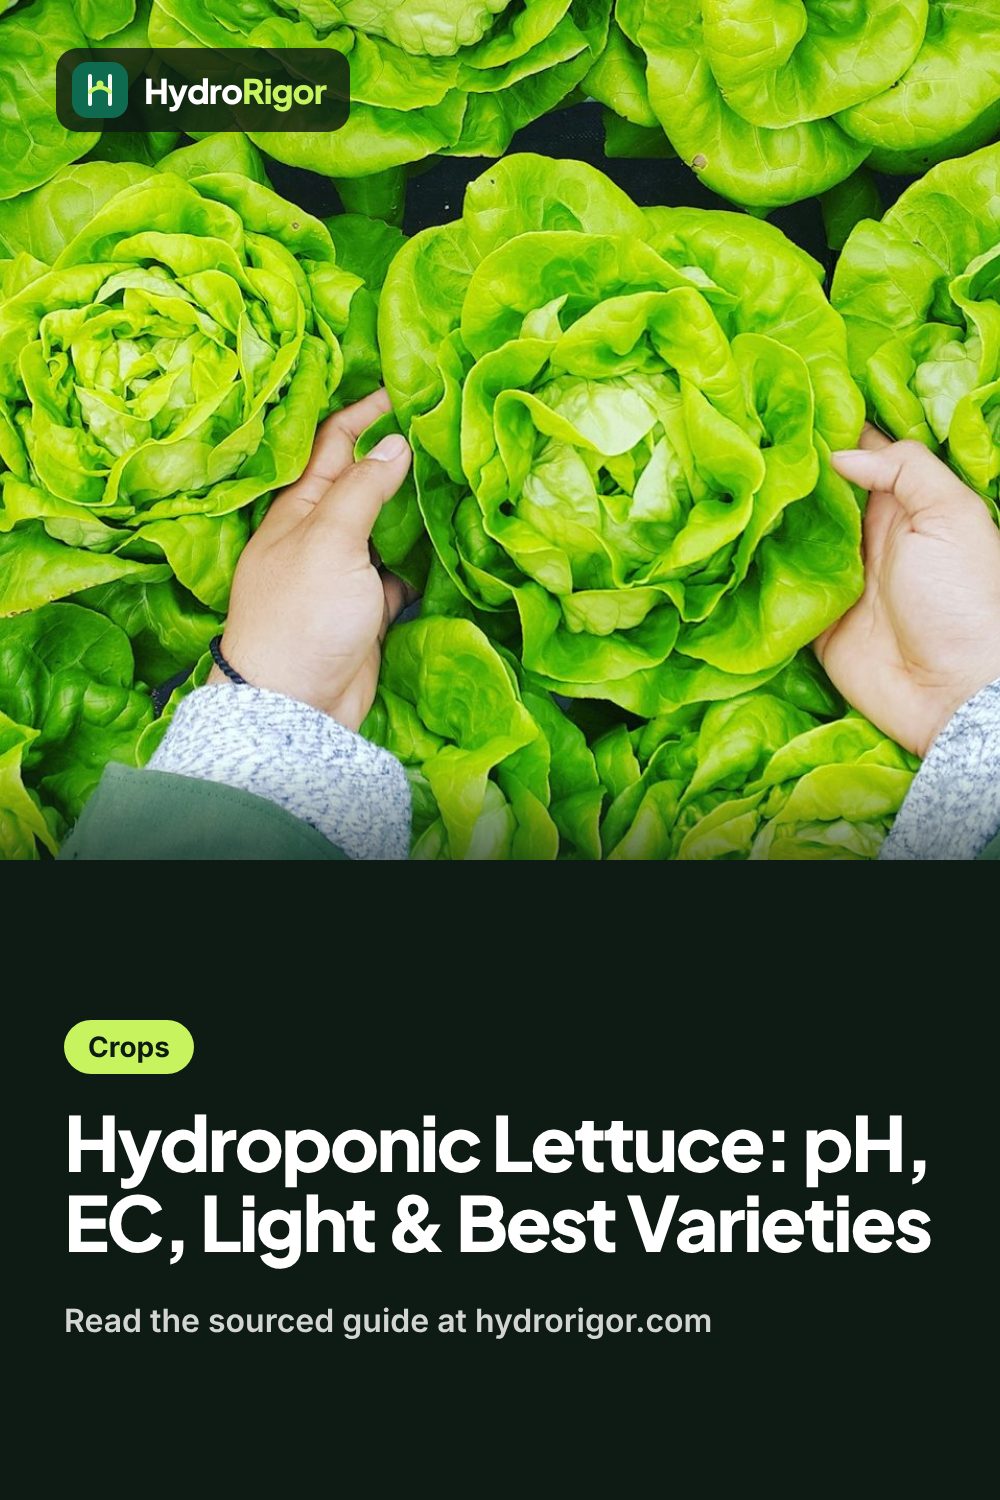 HydroRigor
Crops
Hydroponic Lettuce: pH,
EC, Light & Best Varieties
Read the sourced guide at hydrorigor.com